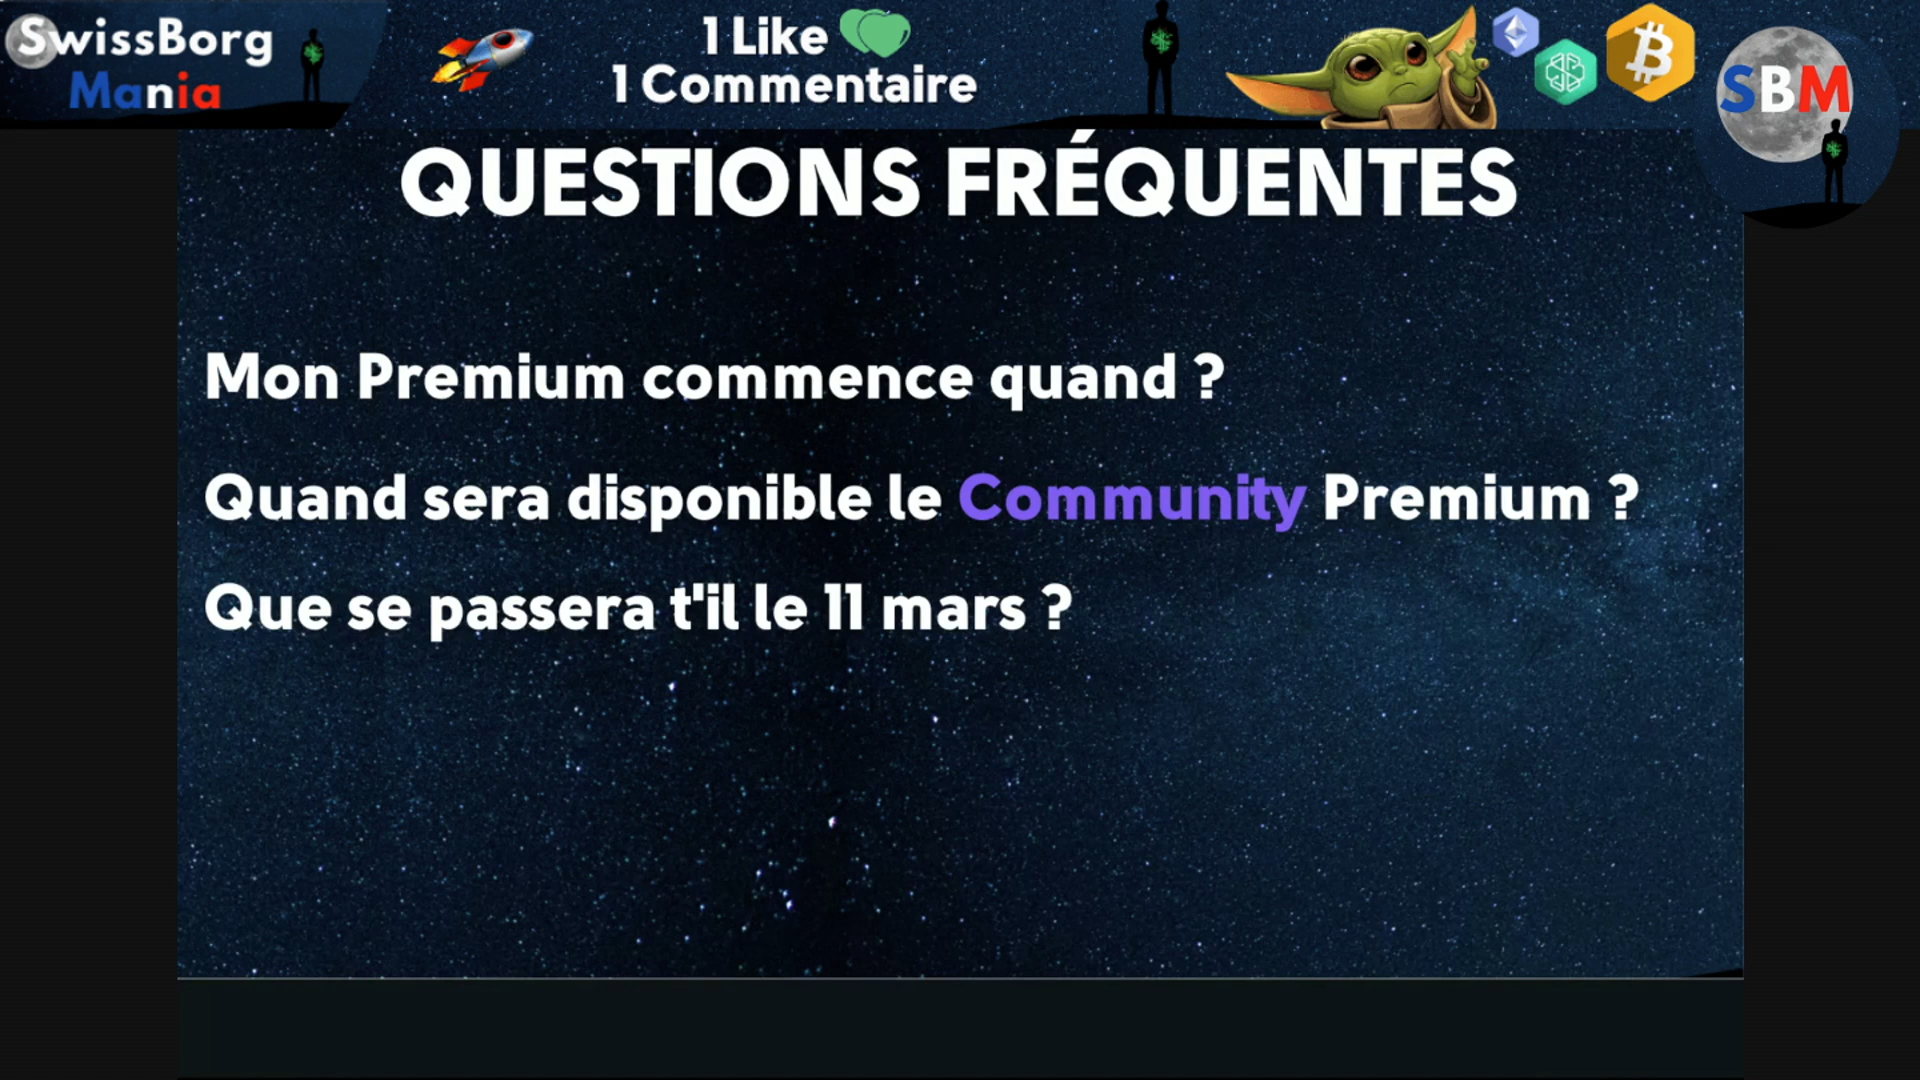 SwissBorg
Mania
1 Like
1 Commentaire
SBM
QUESTIONS FRÉQUENTES
Mon Premium commence quand ?
Quand sera disponible le Community Premium ?
Que se passera t'il le 11 mars ?